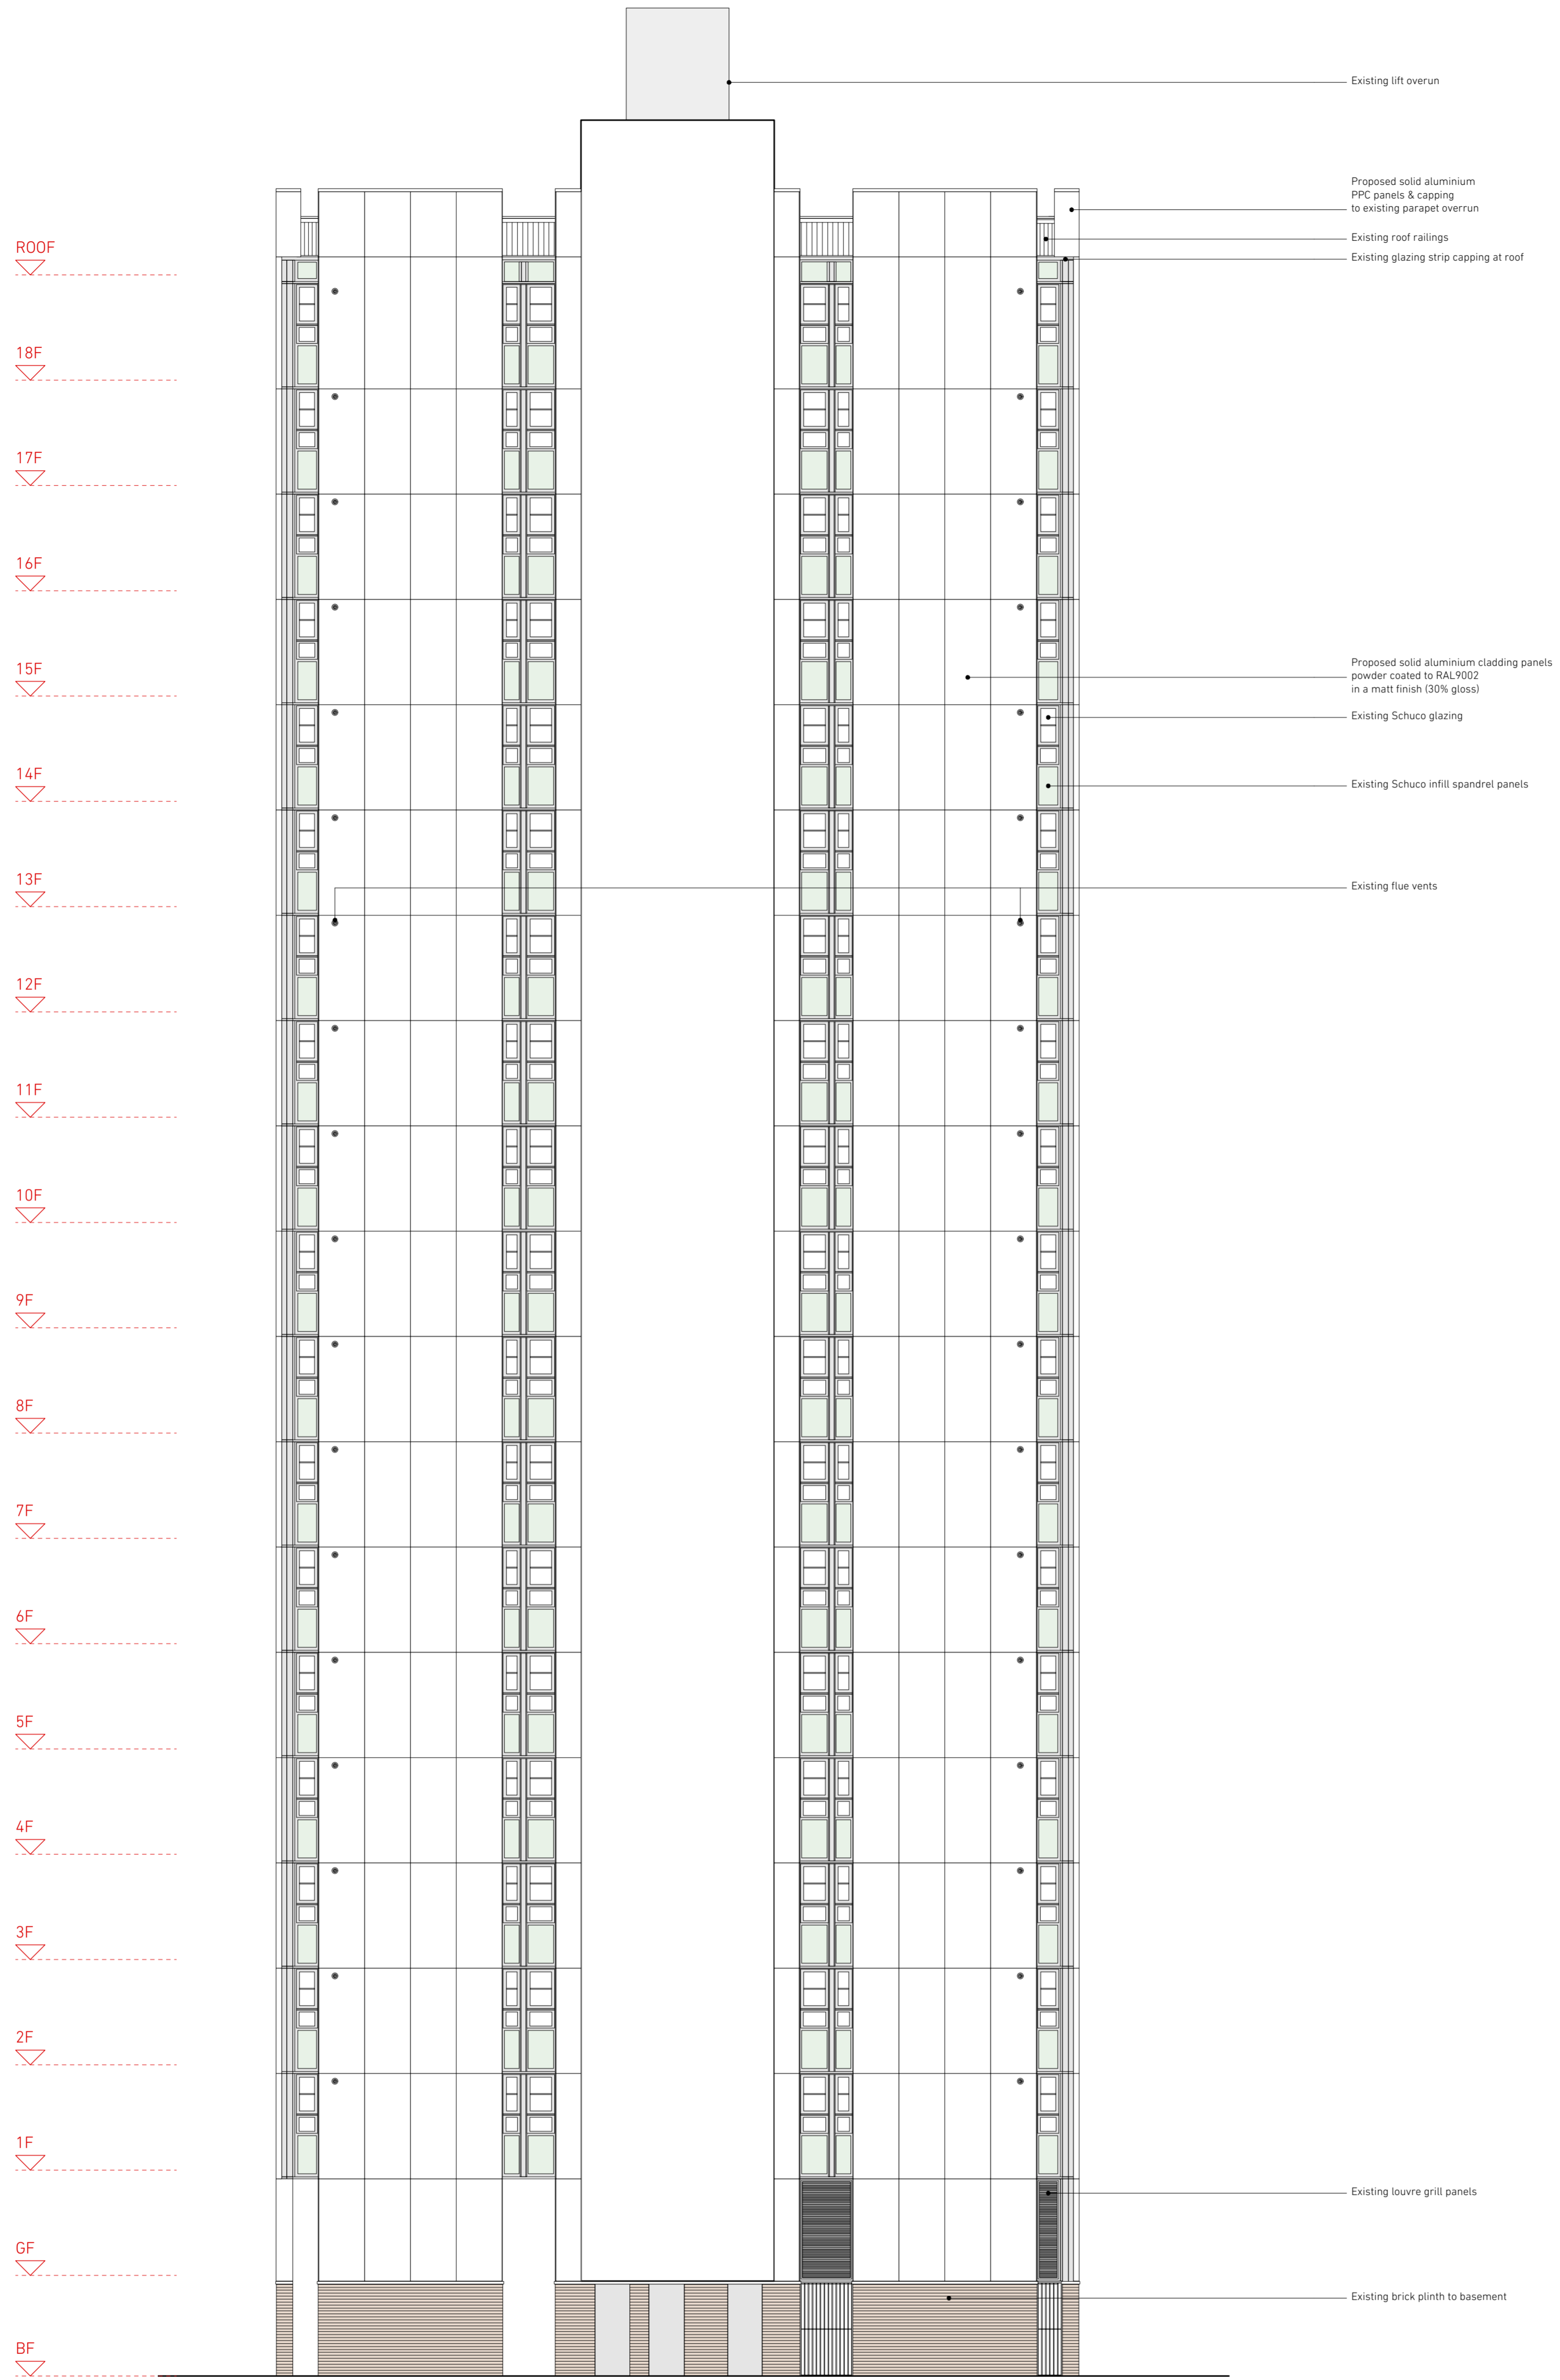 Existing lift overun
Proposed solid aluminium
PPC panels & capping
to existing parapet overrun
Existing roof railings
ROOF
Existing glazing strip capping at roof
18F
17F
16F
Proposed solid aluminium cladding panels
15F
powder coated to RAL9002
in a matt finish (30% gloss)
Existing Schuco glazing
14F
Existing Schuco infill spandrel panels
13F
Existing flue vents
12F
11F
10F
9F
8F
7F
6F
5F
4F
3F
2F
1F
Existing louvre grill panels
GF
Existing brick plinth to basement
BF